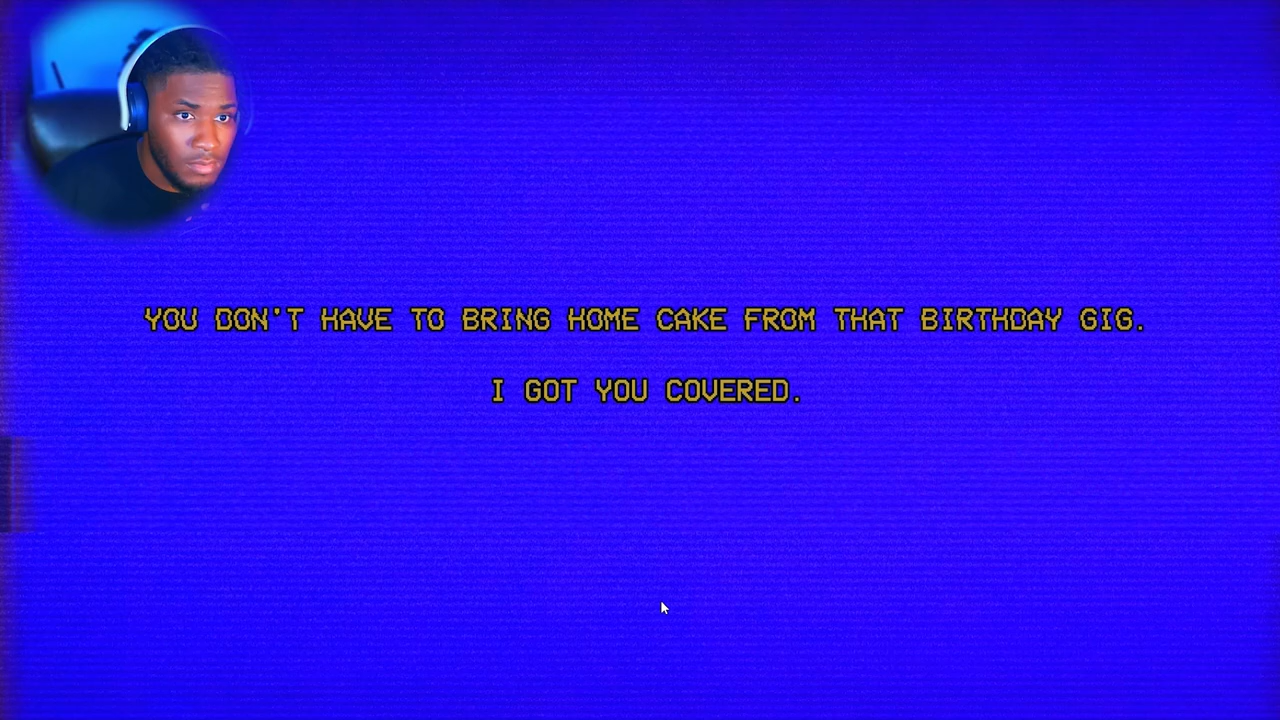 YOU DON'T HAVE TO BRING HOME CAKE FROM THAT BIRTHDAY GIG.
I GOT YOU COVERED.